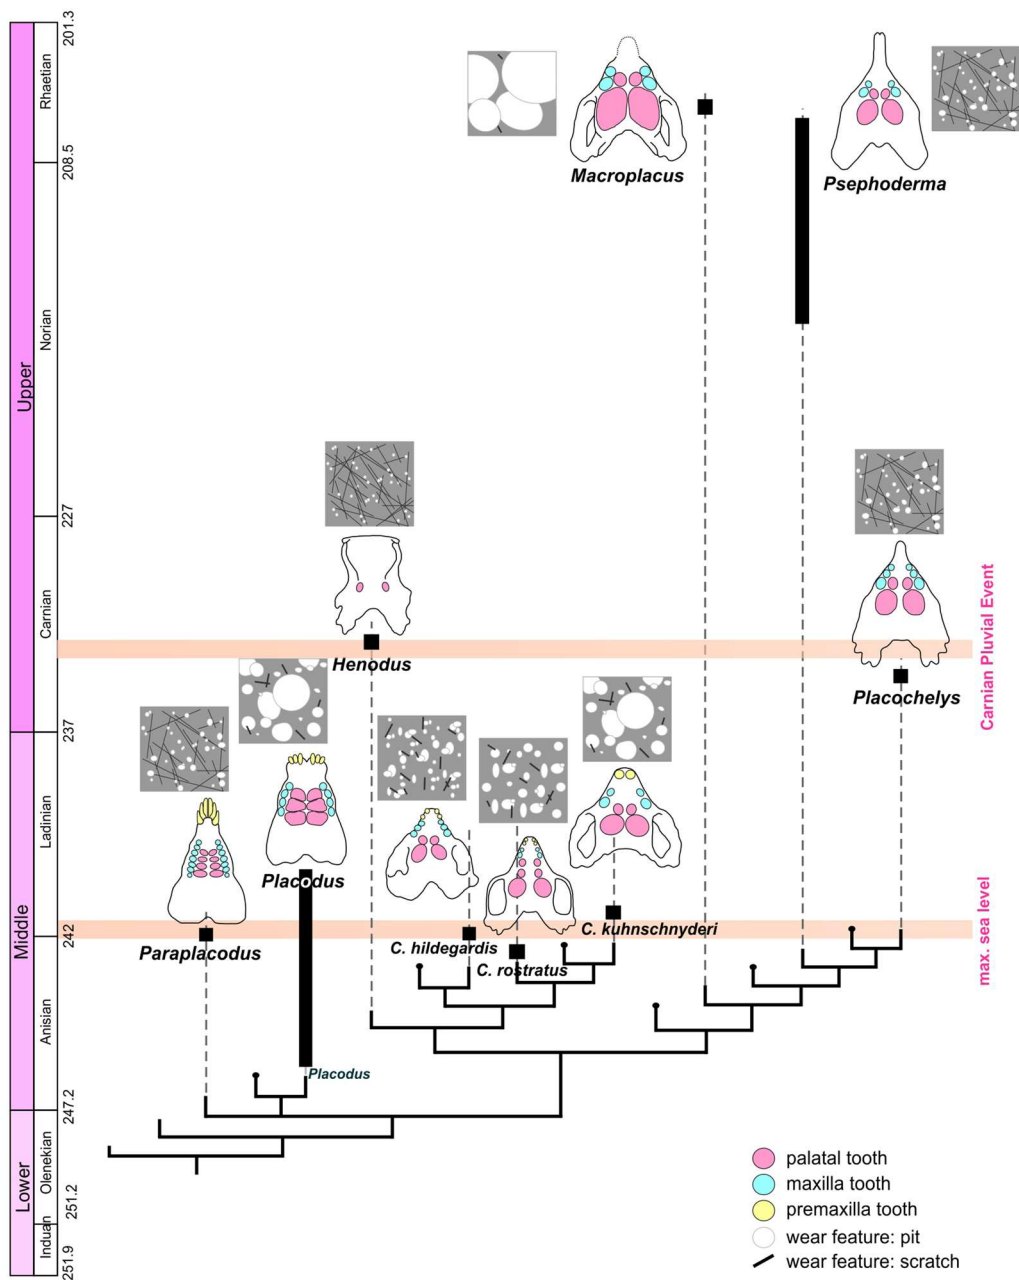 201.3
Rhaetian
208.5
Norian
Upper
227
Carnian
237
Ladinian
Middle
242
Anisian
247.2
Olenekian
Lower
251.2
Induan
251.9
Macroplacus
Psephoderma
Henodus
Placochelys
Carnian Pluvial Event
Placodus
Paraplacodus
C. hildegardis
C. rostratus
C. kuhnschnyderi
max. sea level
Placodus
palatal tooth
maxilla tooth
premaxilla tooth
wear feature: pit
wear feature: scratch